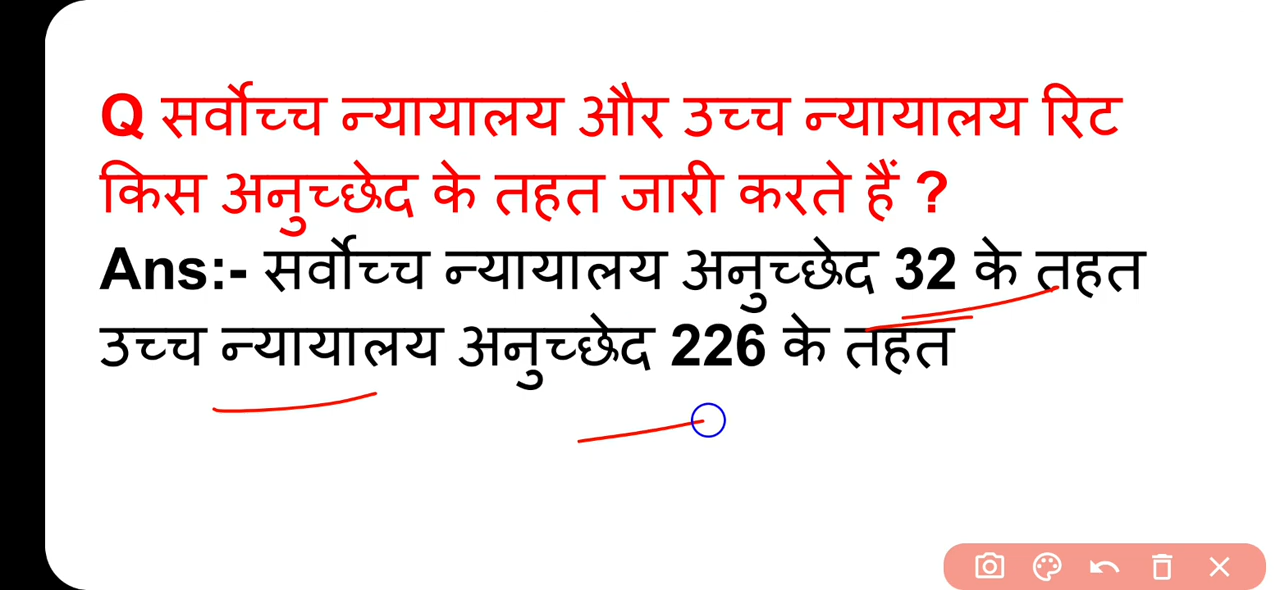 Q सर्वोच्च न्यायालय और उच्च न्यायालय रिट
किस अनुच्छेद के तहत जारी करते हैं ?
Ans:- सर्वोच्च न्यायालय अनुच्छेद 32 के तहत
उच्च न्यायालय अनुच्छेद 226 के तहत